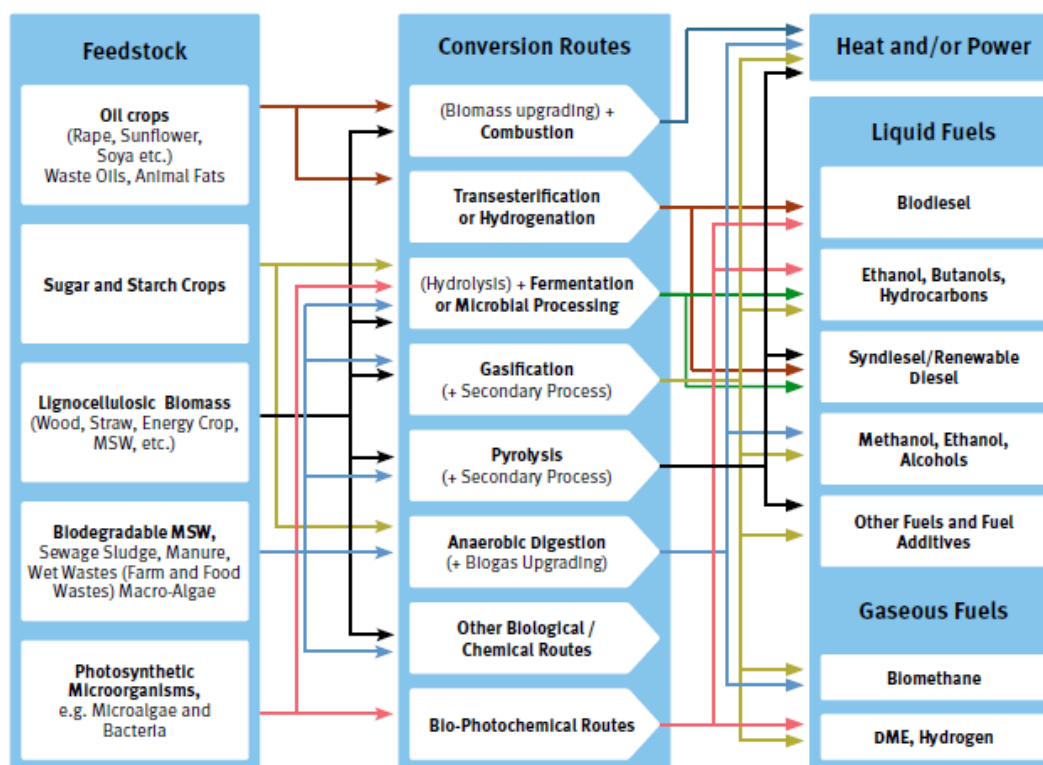 Feedstock
Oil crops
(Rape, Sunflower,
Soya etc.)
Waste Oils, Animal Fats
Sugar and Starch Crops
Lignocellulosic Biomass
(Wood, Straw, Energy Crop,
MSW, etc.)
Biodegradable MSW,
Sewage Sludge, Manure,
Wet Wastes (Farm and Food
Wastes) Macro-Algae
Photosynthetic
Microorganisms,
e.g. Microalgae and
Bacteria
Conversion Routes
(Biomass upgrading) +
Combustion
Transesterification
or Hydrogenation
(Hydrolysis) + Fermentation
or Microbial Processing
Gasification
(+ Secondary Process)
Pyrolysis
(+ Secondary Process)
Anaerobic Digestion
(+ Biogas Upgrading)
Other Biological /
Chemical Routes
Bio-Photochemical Routes
Heat and/or Power
Liquid Fuels
Biodiesel
Ethanol, Butanols,
Hydrocarbons
Syndiesel/Renewable
Diesel
Methanol, Ethanol,
Alcohols
Other Fuels and Fuel
Additives
Gaseous Fuels
Biomethane
DME, Hydrogen